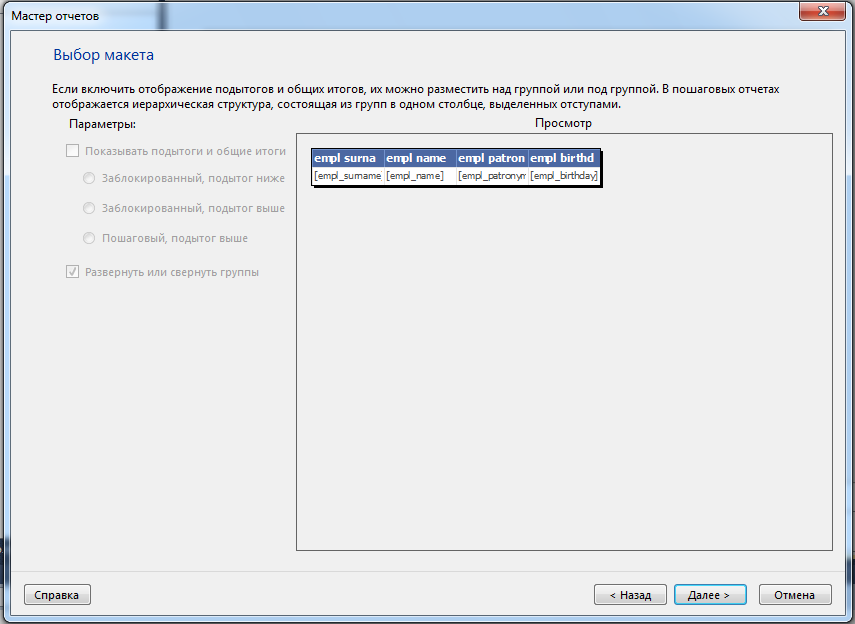 Мастер отчетов
Выбор макета
Если включить отображение подытогов и общих итогов, их можно разместить над группой или под группой. В пошаговых отчетах
отображается иерархическая структура, состоящая из групп в одном столбце, выделенных отступами.
Параметры:
Просмотр
Показывать подытоги и общие итоги
Заблокированный, подытог ниже
Заблокированный, подытог выше
Пошаговый, подытог выше
Развернуть или свернуть группы
empl surna empl name empl patron empl birthd
[empl_surname [empl_name] [empl_patronyn [empl_birthday]
Справка
< Назад
Далее >
Отмена